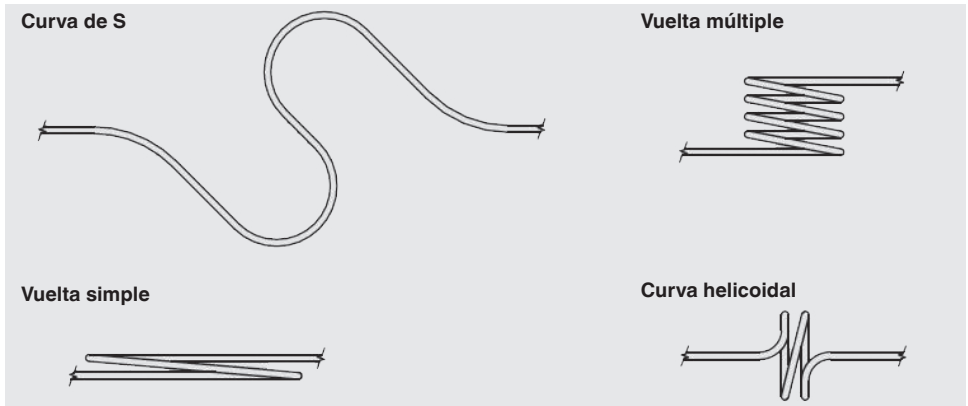 Curva de S
Vuelta múltiple
Vuelta simple
Curva helicoidal